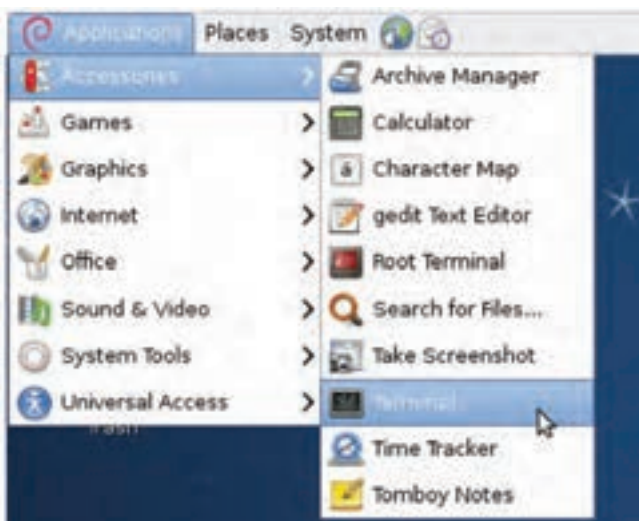 Applications Places System
Accessories
Games
Graphics
Internet
Office
Sound & Video
System Tools
Universal Access
Archive Manager
Calculator
Character Map
gedit Text Editor
Root Terminal
Search for Files...
Take Screenshot
Terminal
Time Tracker
Tomboy Notes
Trash